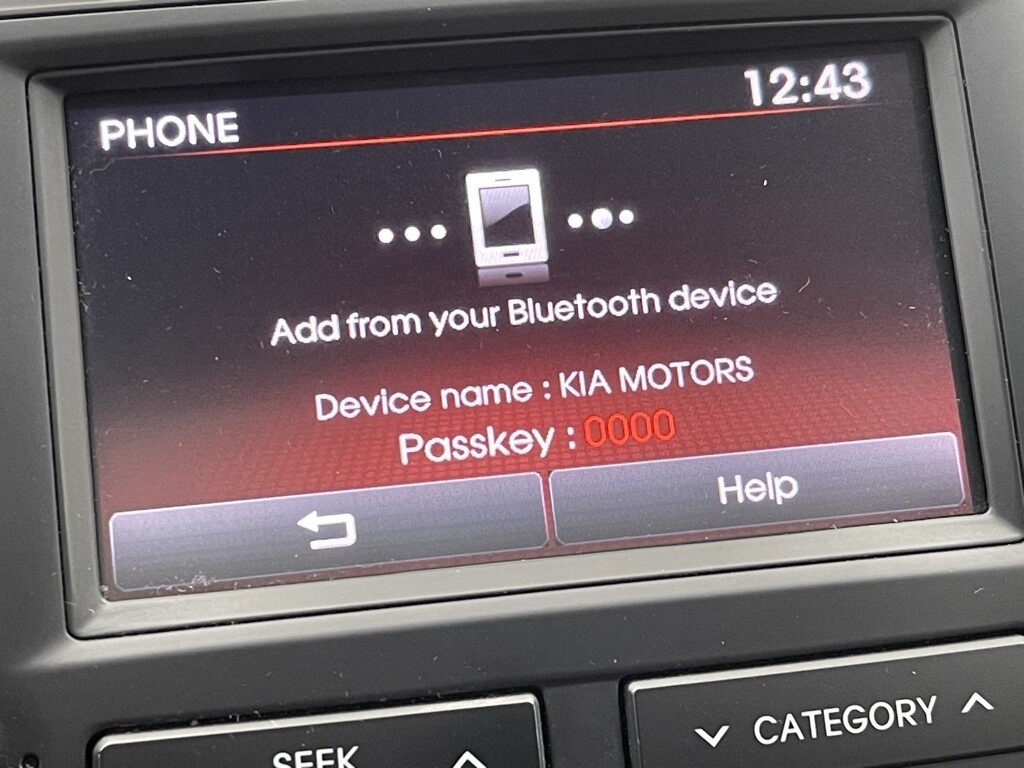 PHONE
12:43
Add from your Bluetooth device
Device name : KIA MOTORS
Passkey : 0000
Help
SEEK
CATEGORY